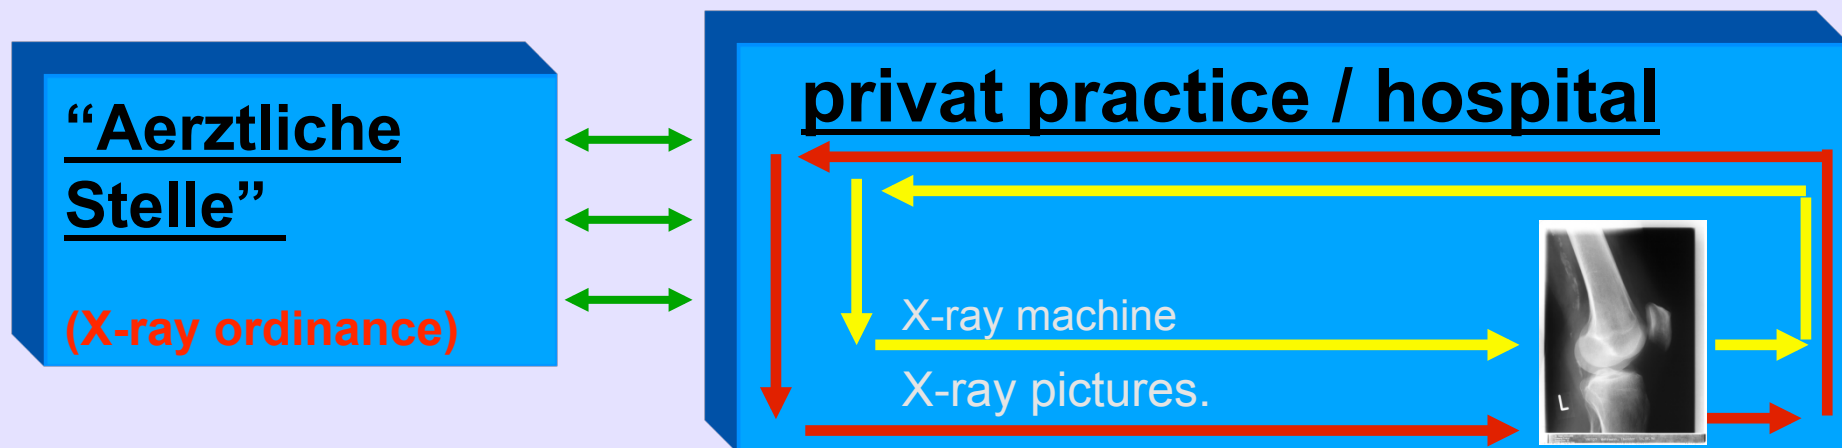 “Aerztliche
Stelle”
(X-ray ordinance)
privat practice / hospital
X-ray machine
X-ray pictures.
L